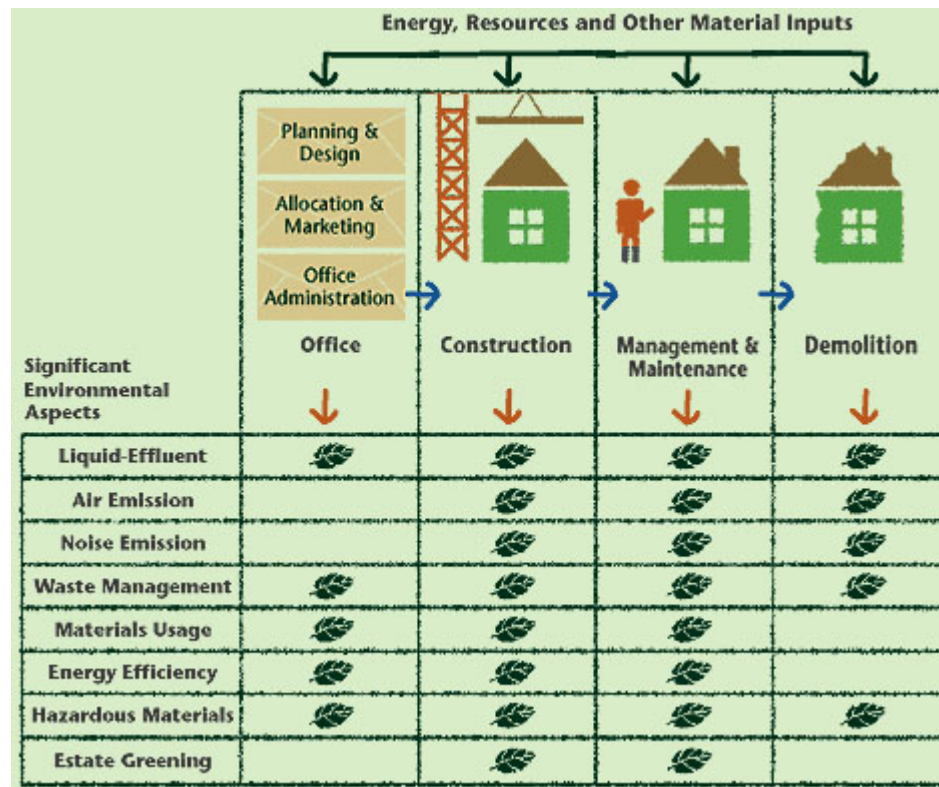 Energy, Resources and Other Material Inputs
Planning &
Design
Allocation &
Marketing
Office
Administration
Office
Construction
Management &
Maintenance
Demolition
Significant
Environmental
Aspects
Liquid-Effluent
Air Emission
Noise Emission
Waste Management
Materials Usage
Energy Efficiency
Hazardous Materials
Estate Greening